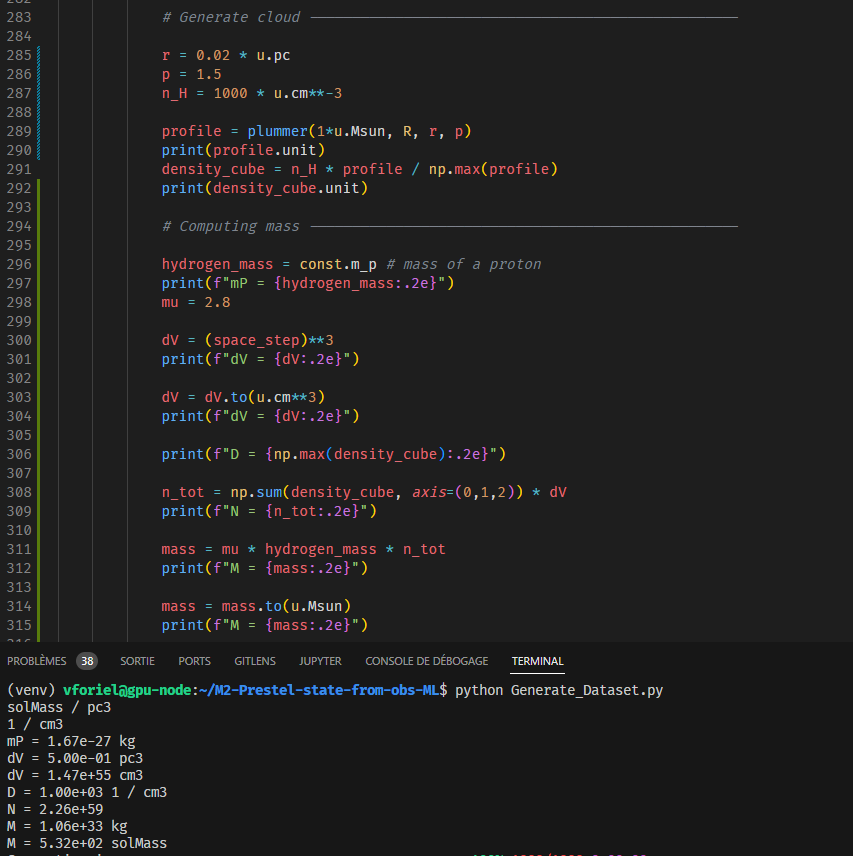 283 # Generate cloud
284
285 r = 0.02 * u.pc
286 p = 1.5
287 n_H = 1000 * u.cm**-3
288
289 profile = plummer(1*u.Msun, R, r, p)
290 print(profile.unit)
291 density_cube = n_H * profile / np.max(profile)
292 print(density_cube.unit)
293
294 # Computing mass
295
296 hydrogen_mass = const.m_p # mass of a proton
297 print(f"mP = {hydrogen_mass:.2e}")
298 mu = 2.8
299
300 dV = (space_step)**3
301 print(f"dV = {dV:.2e}")
302
303 dV = dV.to(u.cm**3)
304 print(f"dV = {dV:.2e}")
305
306 print(f"D = {np.max(density_cube):.2e}")
307
308 n_tot = np.sum(density_cube, axis=(0,1,2)) * dV
309 print(f"N = {n_tot:.2e}")
310
311 mass = mu * hydrogen_mass * n_tot
312 print(f"M = {mass:.2e}")
313
314 mass = mass.to(u.Msun)
315 print(f"M = {mass:.2e}")
PROBLÈMES 38 SORTIE PORTS GITLENS JUPYTER CONSOLE DE DÉBOGAGE TERMINAL
(venv) vforiel@gpu-node:~/M2-Prestel-state-from-obs-ML$ python Generate_Dataset.py
solMass / pc3
1 / cm3
mP = 1.67e-27 kg
dV = 5.00e-01 pc3
dV = 1.47e+55 cm3
D = 1.00e+03 1 / cm3
N = 2.26e+59
M = 1.06e+33 kg
M = 5.32e+02 solMass